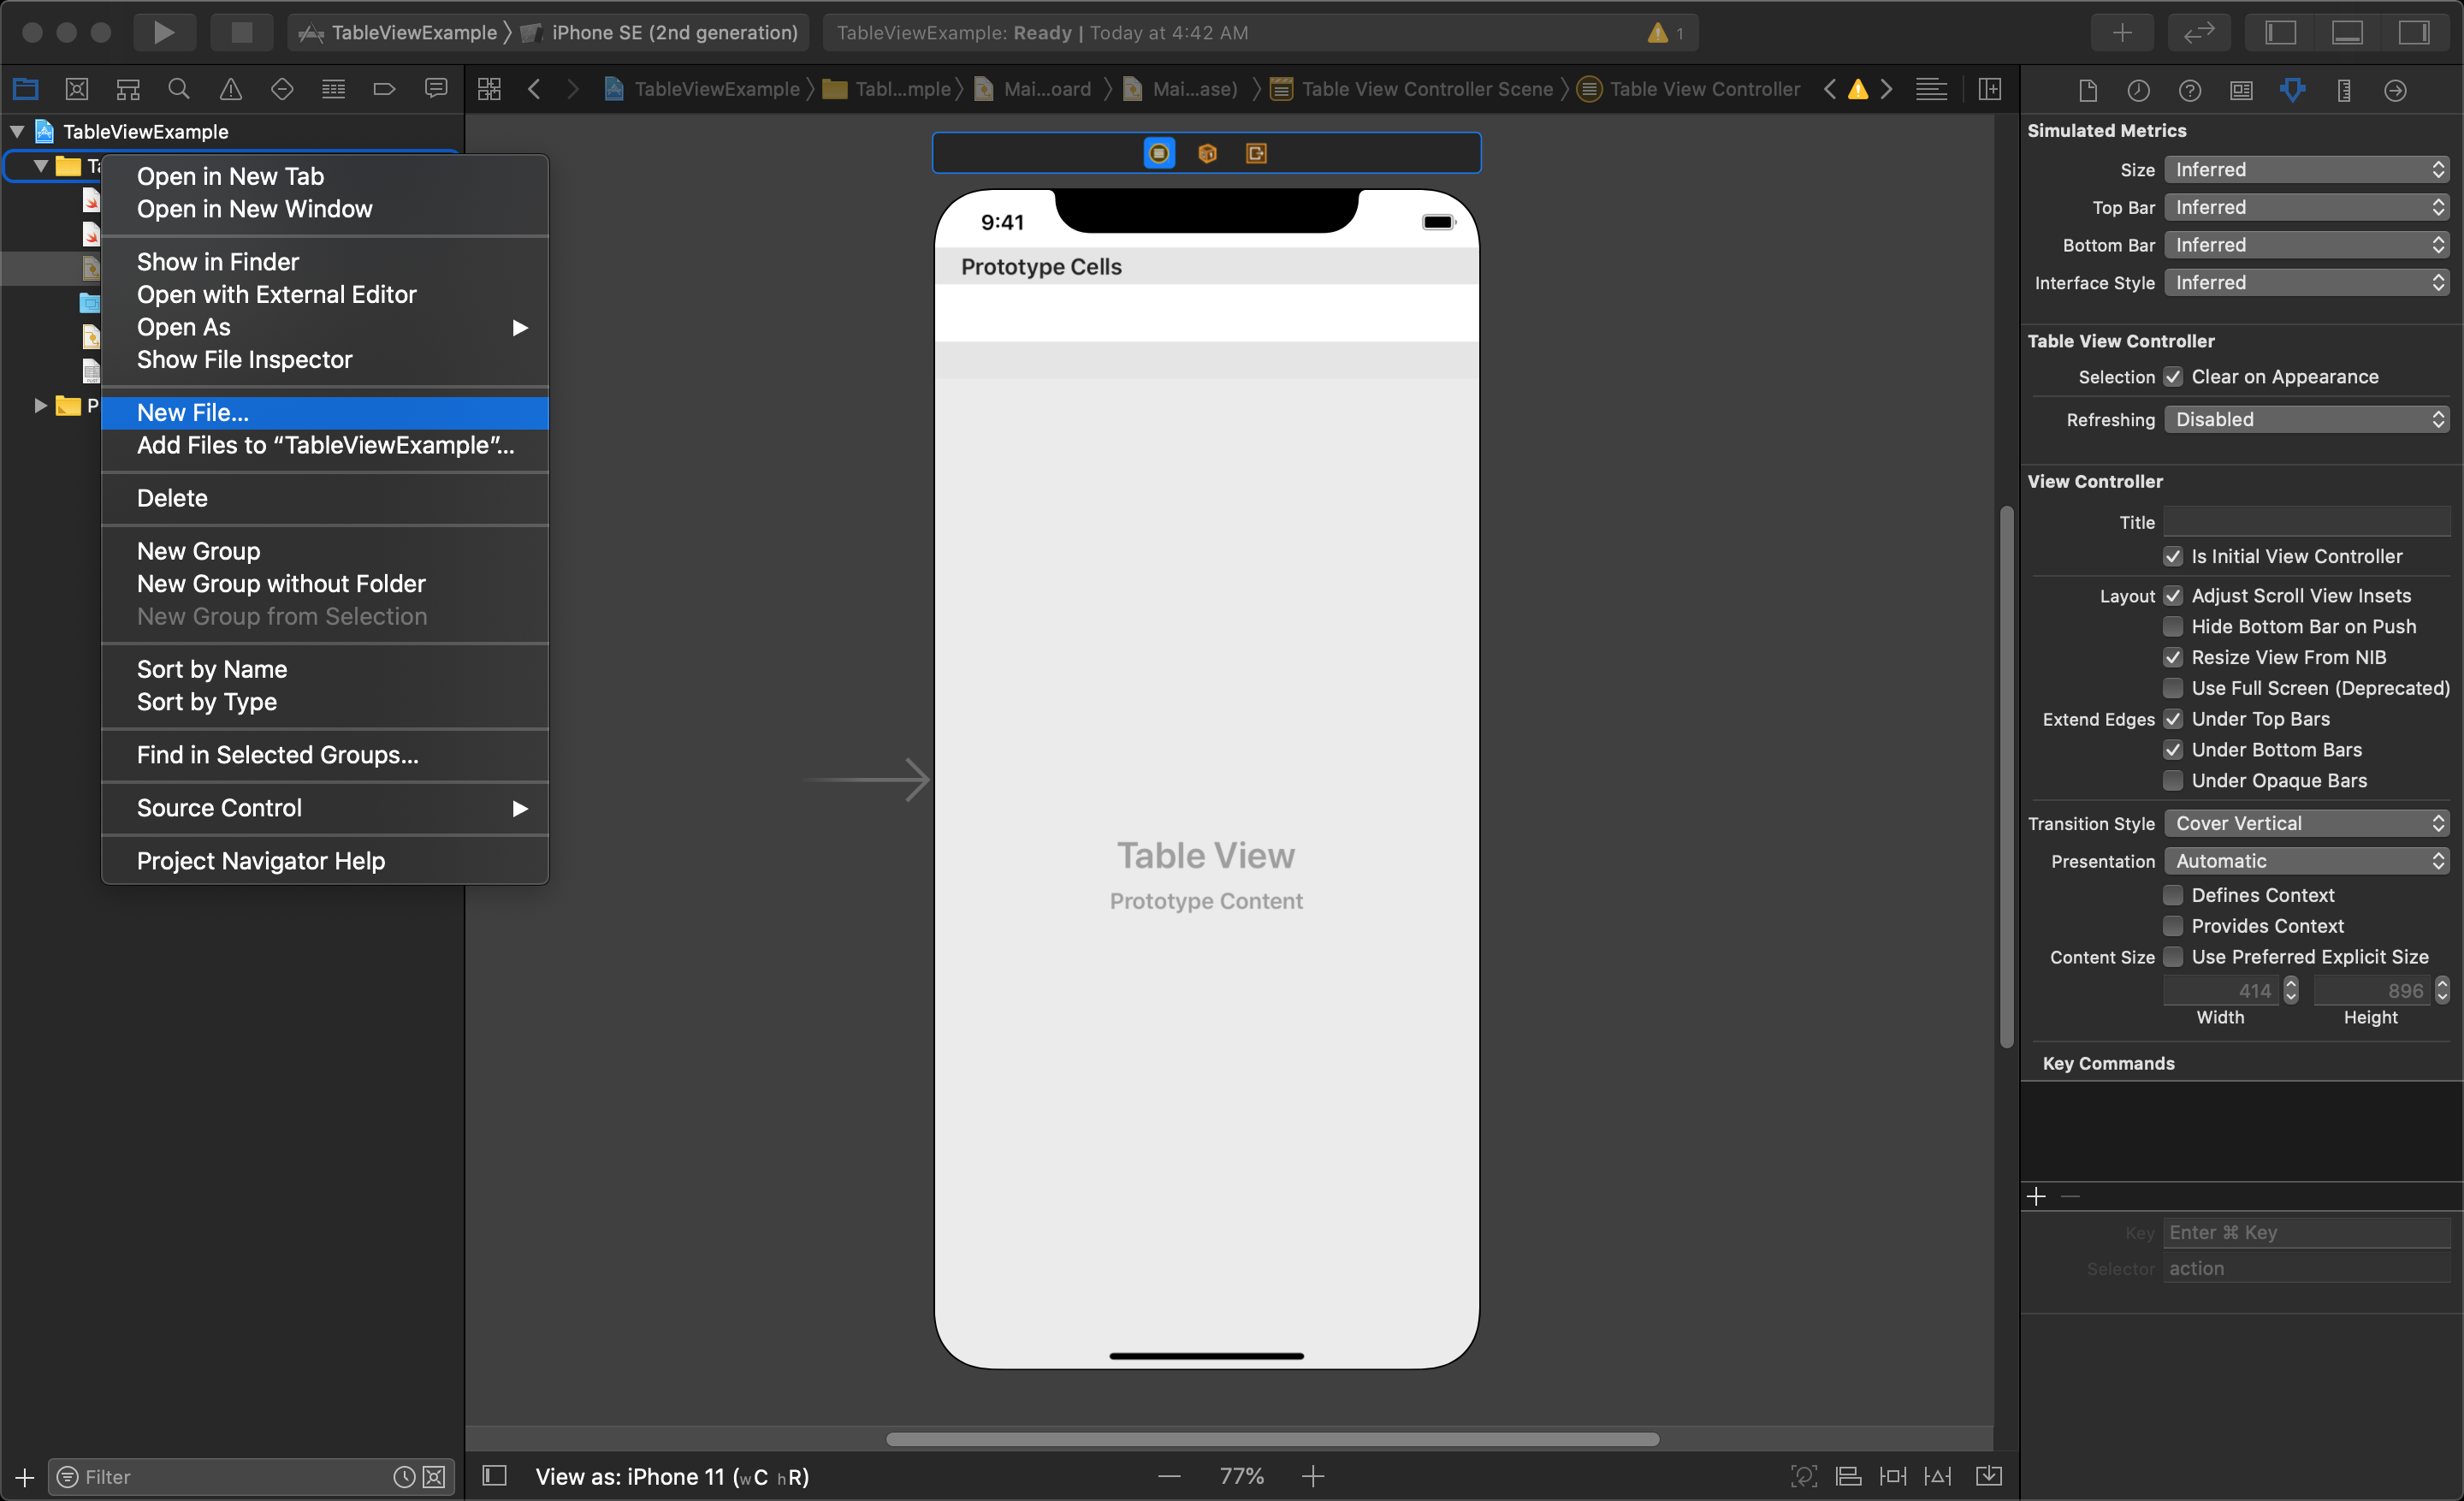 TableViewExample 〉 iPhone SE (2nd generation)
TableViewExample: Ready | Today at 4:42 AM
1
TableViewExample 〉 Tabl...mple 〉 Mai...oard 〉 Mai...ase) 〉 Table View Controller Scene 〉 Table View Controller
TableViewExample
Ta
P
Open in New Tab
Open in New Window
Show in Finder
Open with External Editor
Open As
Show File Inspector
New File...
Add Files to “TableViewExample”...
Delete
New Group
New Group without Folder
New Group from Selection
Sort by Name
Sort by Type
Find in Selected Groups...
Source Control
Project Navigator Help
Filter
9:41
Prototype Cells
Table View
Prototype Content
View as: iPhone 11 (wC hR)
77%
Simulated Metrics
Size Inferred
Top Bar Inferred
Bottom Bar Inferred
Interface Style Inferred
Table View Controller
Selection Clear on Appearance
Refreshing Disabled
View Controller
Title
Is Initial View Controller
Layout Adjust Scroll View Insets
Hide Bottom Bar on Push
Resize View From NIB
Use Full Screen (Deprecated)
Extend Edges Under Top Bars
Under Bottom Bars
Under Opaque Bars
Transition Style Cover Vertical
Presentation Automatic
Defines Context
Provides Context
Content Size Use Preferred Explicit Size
414 896
Width Height
Key Commands
Key Enter ⌘ Key
Selector action